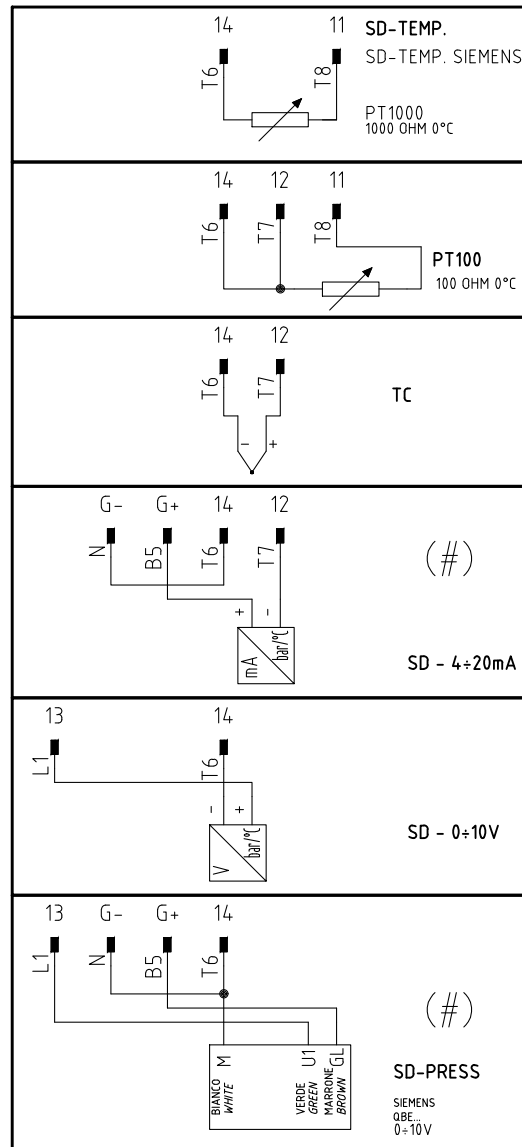 14 11 SD-TEMP.
T6 T8 SD-TEMP. SIEMENS
PT1000
1000 OHM 0°C
14 12 11
T6 T7 T8
PT100
100 OHM 0°C
14 12
T6 T7
TC
- +
G- G+ 14 12
N B5 T6 T7
(#)
+ -
mA bar/°C
SD - 4÷20mA
13 14
L1 T6
- +
V bar/°C
SD - 0÷10V
13 G- G+ 14
L1 N B5 T6
(#)
M U1 GL
BIANCO VERDE MARRONE
WHITE GREEN BROWN
SD-PRESS
SIEMENS
QBE...
0÷10V